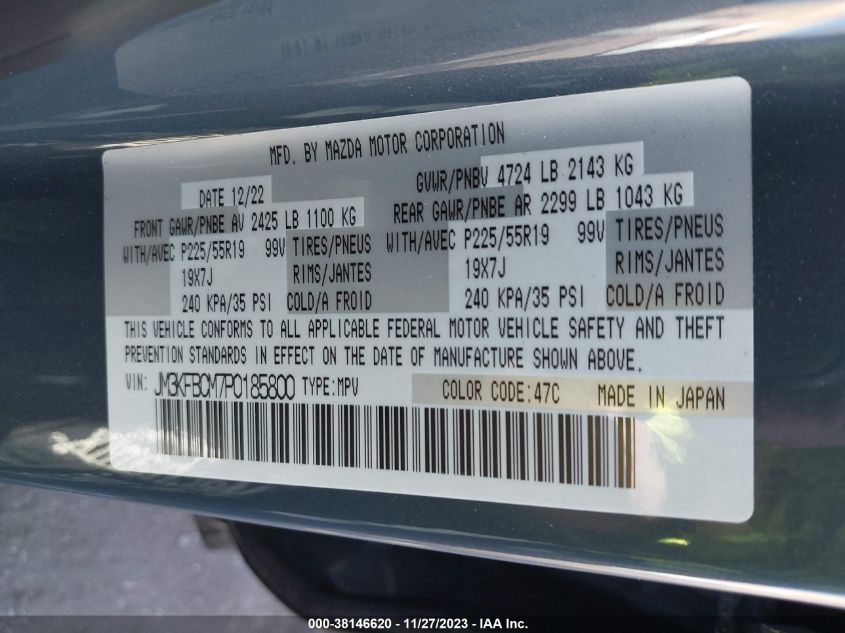 MFD. BY MAZDA MOTOR CORPORATION
DATE 12/22
GVWR/PNBV 4724 LB 2143 KG
FRONT GAWR/PNBE AV 2425 LB 1100 KG
REAR GAWR/PNBE AR 2299 LB 1043 KG
WITH/AVEC P225/55R19 99V TIRES/PNEUS
WITH/AVEC P225/55R19 99V TIRES/PNEUS
19X7J RIMS/JANTES
19X7J RIMS/JANTES
240 KPA/35 PSI COLD/A FROID
240 KPA/35 PSI COLD/A FROID
THIS VEHICLE CONFORMS TO ALL APPLICABLE FEDERAL MOTOR VEHICLE SAFETY AND THEFT
PREVENTION STANDARDS IN EFFECT ON THE DATE OF MANUFACTURE SHOWN ABOVE.
VIN: JM3KFBCM7P0185800 TYPE:MPV COLOR CODE:47C MADE IN JAPAN
000-38146620 - 11/27/2023 - IAA Inc.